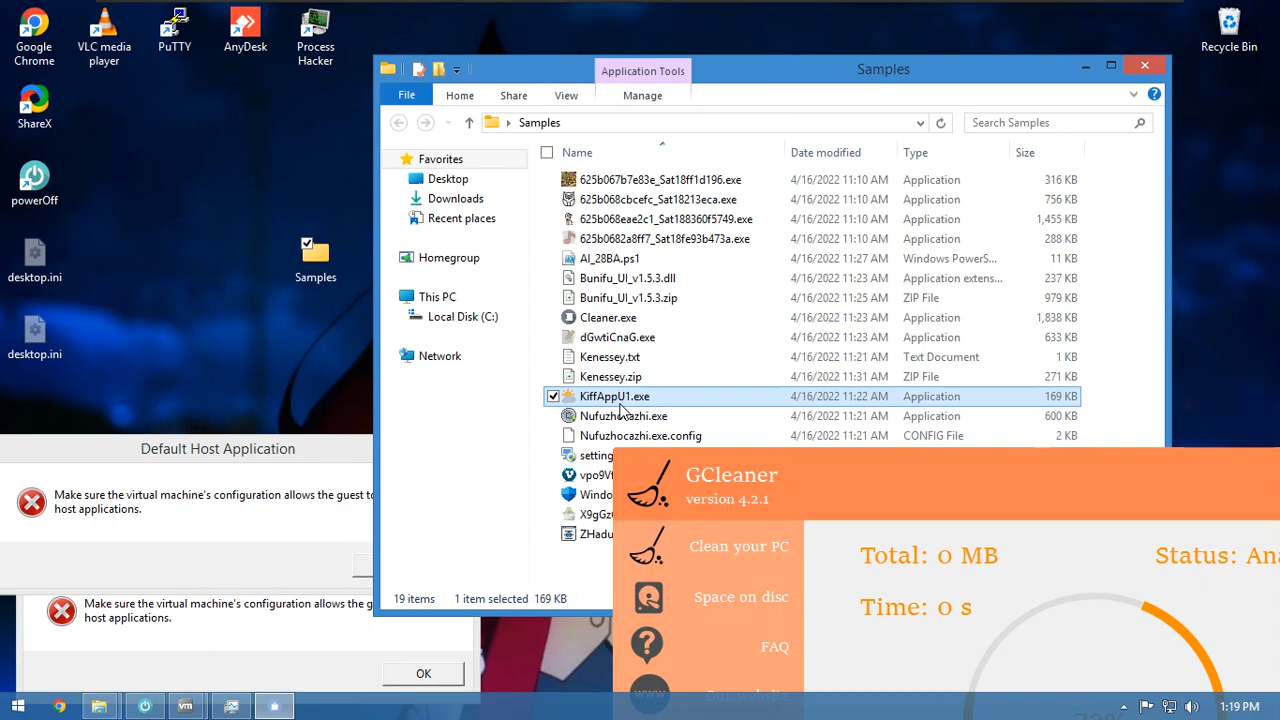 Google
Chrome
VLC media
player
PuTTY
AnyDesk
Process
Hacker
Recycle Bin
ShareX
powerOff
desktop.ini
Samples
desktop.ini
Application Tools
Samples
File
Home
Share
View
Manage
Samples
Search Samples
Favorites
Desktop
Downloads
Recent places
Homegroup
This PC
Local Disk (C:)
Network
Name Date modified Type Size
625b067b7e83e_Sat18ff1d196.exe 4/16/2022 11:10 AM Application 316 KB
625b068cbcefc_Sat18213eca.exe 4/16/2022 11:10 AM Application 756 KB
625b068eae2c1_Sat188360f5749.exe 4/16/2022 11:10 AM Application 1,455 KB
625b0682a8ff7_Sat18fe93b473a.exe 4/16/2022 11:10 AM Application 288 KB
AI_28BA.ps1 4/16/2022 11:27 AM Windows PowerS... 11 KB
Bunifu_UI_v1.5.3.dll 4/16/2022 11:23 AM Application extens... 237 KB
Bunifu_UI_v1.5.3.zip 4/16/2022 11:25 AM ZIP File 979 KB
Cleaner.exe 4/16/2022 11:23 AM Application 1,838 KB
dGwtiCnaG.exe 4/16/2022 11:23 AM Application 633 KB
Kenessey.txt 4/16/2022 11:21 AM Text Document 1 KB
Kenessey.zip 4/16/2022 11:31 AM ZIP File 271 KB
KiffAppU1.exe 4/16/2022 11:22 AM Application 169 KB
Nufuzhocazhi.exe 4/16/2022 11:21 AM Application 600 KB
Nufuzhocazhi.exe.config 4/16/2022 11:21 AM CONFIG File 2 KB
setting
vpo9Vf
Windo
X9gGz
ZHadu
19 items 1 item selected 169 KB
Default Host Application
Make sure the virtual machine's configuration allows the guest to
host applications.
Make sure the virtual machine's configuration allows the g
host applications.
OK
GCleaner
version 4.2.1
Clean your PC
Space on disc
FAQ
www
Our website
Total: 0 MB
Status: Ana
Time: 0 s
vm
1:19 PM